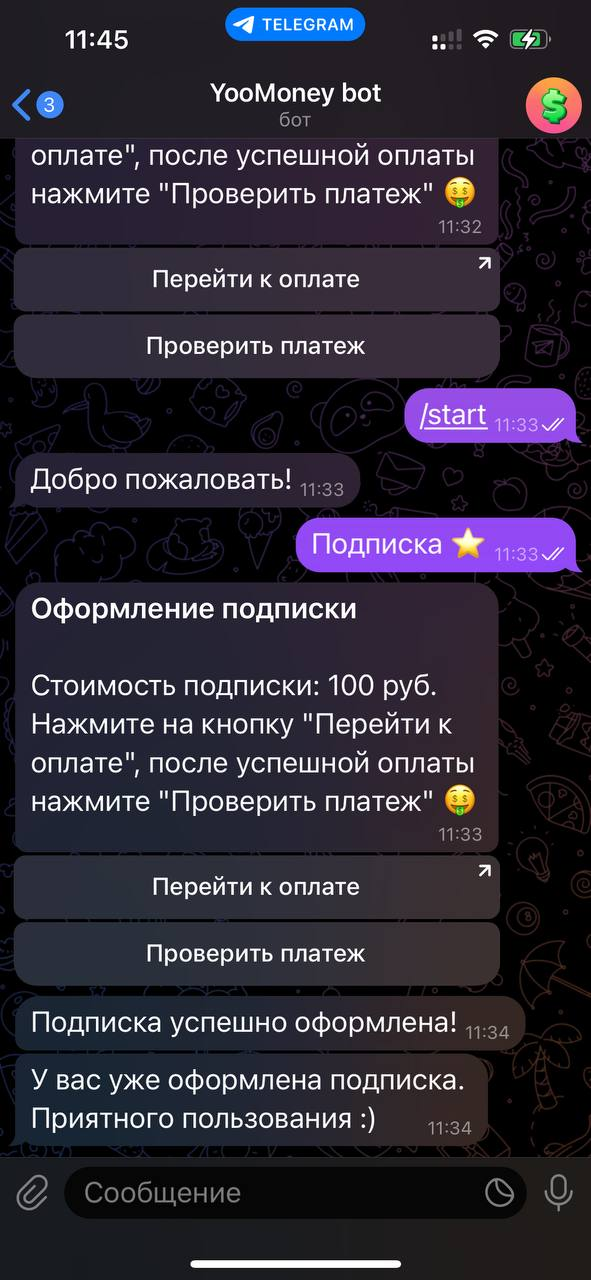 11:45
TELEGRAM
3
YooMoney bot
бот
оплате", после успешной оплаты
нажмите "Проверить платеж" 🤑
11:32
Перейти к оплате
Проверить платеж
/start 11:33
Добро пожаловать! 11:33
Подписка ⭐ 11:33
Оформление подписки
Стоимость подписки: 100 руб.
Нажмите на кнопку "Перейти к
оплате", после успешной оплаты
нажмите "Проверить платеж" 🤑
11:33
Перейти к оплате
Проверить платеж
Подписка успешно оформлена! 11:34
У вас уже оформлена подписка.
Приятного пользования :) 11:34
Сообщение